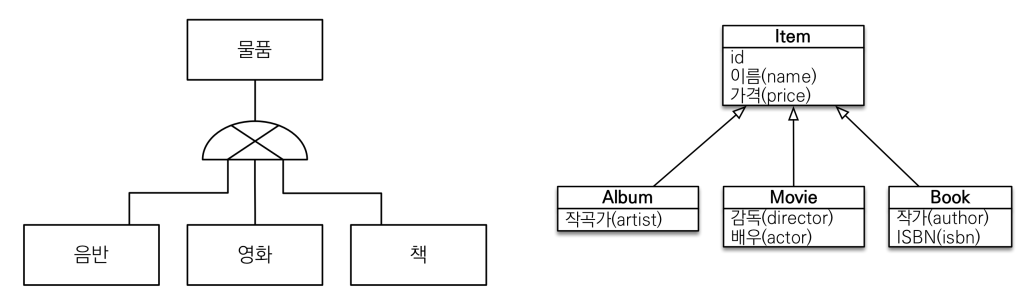 물품
음반
영화
책
Item
id
이름(name)
가격(price)
Album
작곡가(artist)
Movie
감독(director)
배우(actor)
Book
작가(author)
ISBN(isbn)